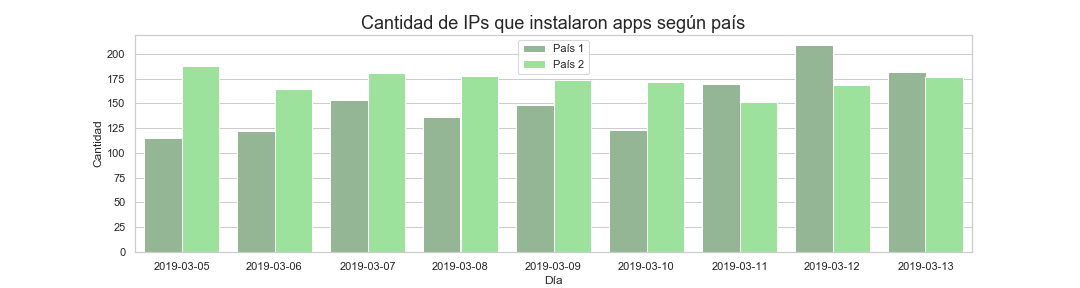 Cantidad de IPs que instalaron apps según país
País 1
País 2
200
175
150
125
100
75
50
25
0
Cantidad
2019-03-05 2019-03-06 2019-03-07 2019-03-08 2019-03-09 2019-03-10 2019-03-11 2019-03-12 2019-03-13
Día